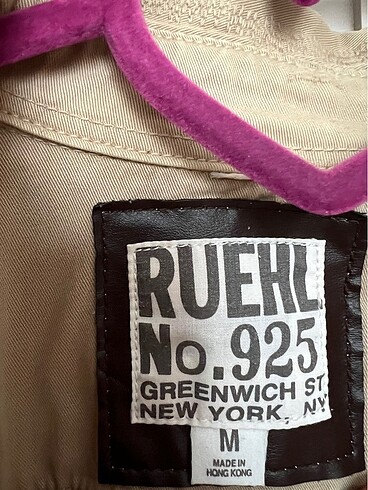 RUEHL
No.925
GREENWICH ST
NEW YORK, NY
M
MADE IN
HONG KONG